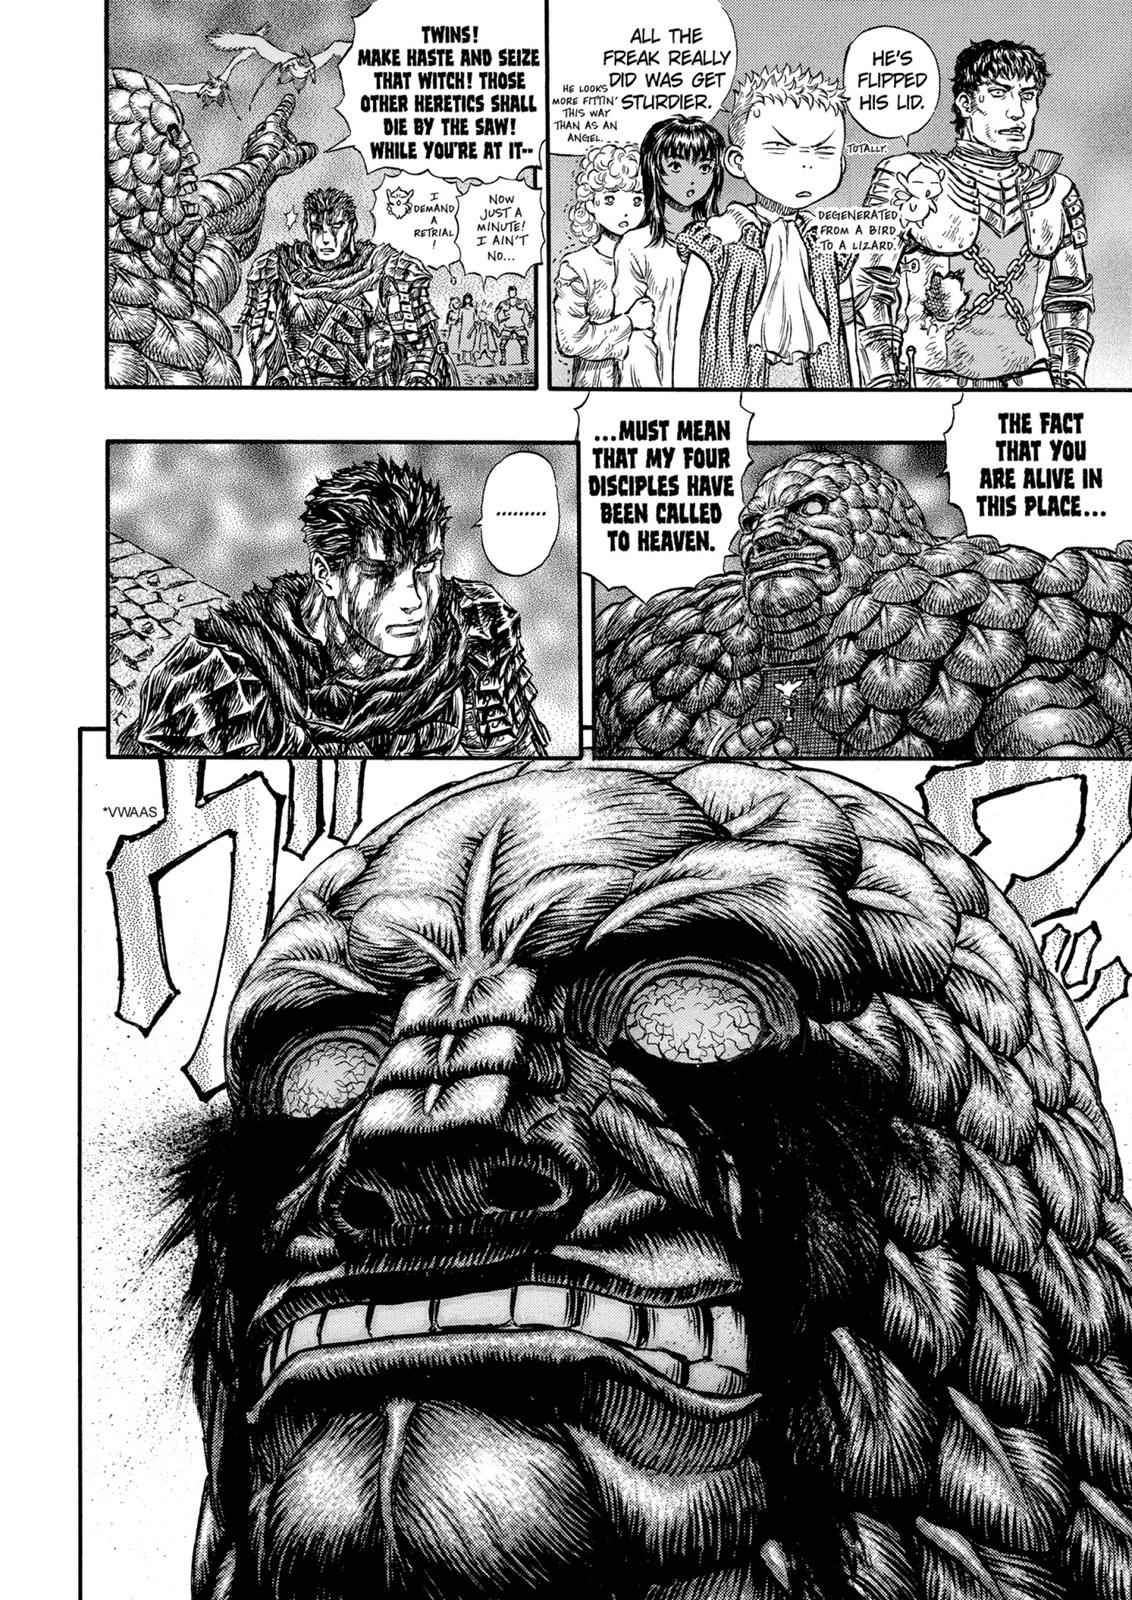 HE'S
FLIPPED
HIS LID.
TOTALLY.
DEGENERATED
FROM A BIRD
TO A LIZARD.
ALL THE
FREAK REALLY
DID WAS GET
STURDIER.
HE LOOKS
MORE FITTIN'
THIS WAY
THAN AS AN
ANGEL.
TWINS!
MAKE HASTE AND SEIZE
THAT WITCH! THOSE
OTHER HERETICS SHALL
DIE BY THE SAW!
WHILE YOU'RE AT IT--
NOW
JUST A
MINUTE!
I AIN'T
NO...
I
DEMAND
A
RETRIAL
!
THE FACT
THAT YOU
ARE ALIVE IN
THIS PLACE...
...MUST MEAN
THAT MY FOUR
DISCIPLES HAVE
BEEN CALLED
TO HEAVEN.
..........
*VWAAS